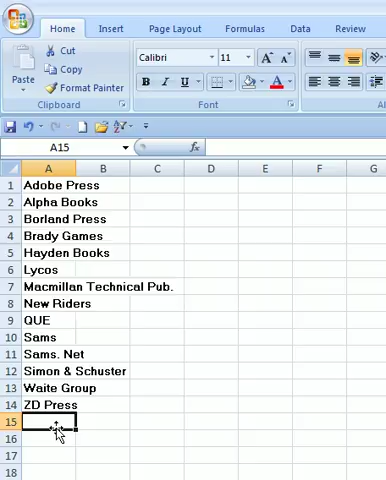 Home Insert Page Layout Formulas Data Review
Cut
Copy
Format Painter
Paste
Clipboard
Calibri 11 A A
B I U A
Font
A15 fx
A B C D E F G
1 Adobe Press
2 Alpha Books
3 Borland Press
4 Brady Games
5 Hayden Books
6 Lycos
7 Macmillan Technical Pub.
8 New Riders
9 QUE
10 Sams
11 Sams. Net
12 Simon & Schuster
13 Waite Group
14 ZD Press
15
16
17
18